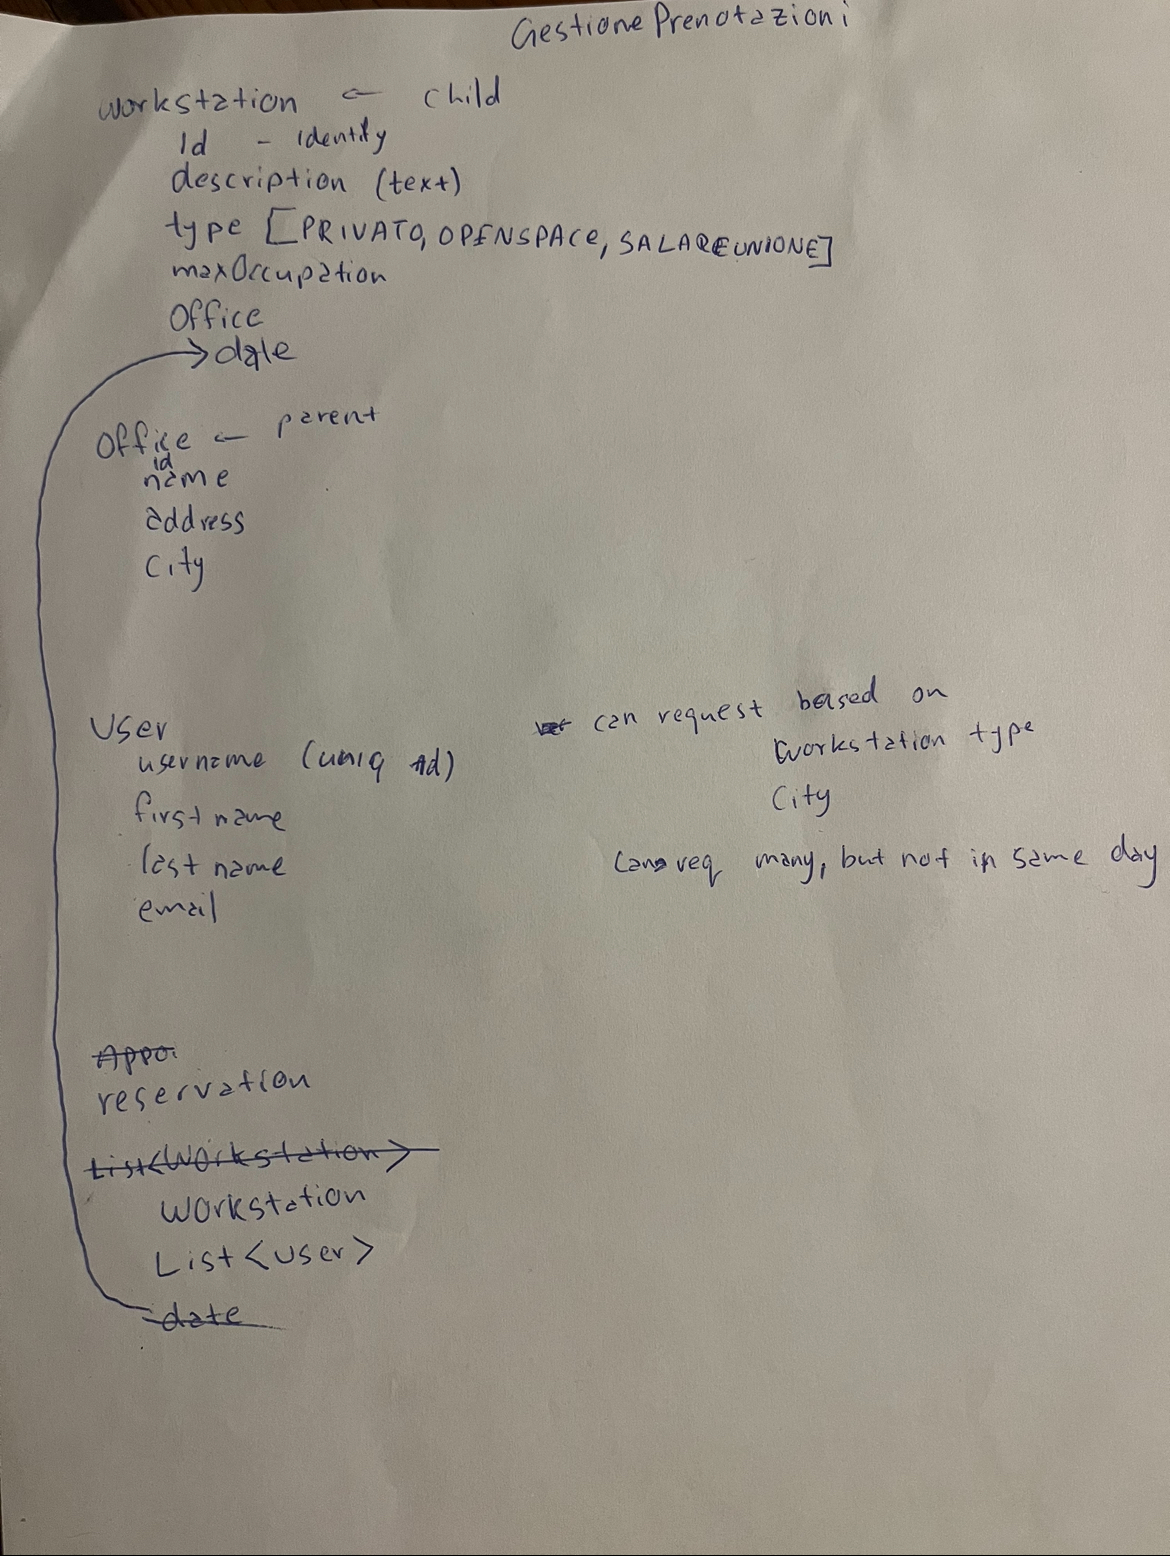 GestionePrenotazioni
workstation ← child
Id - identity
description (text)
type [PRIVATO, OPENSPACE, SALAREUNIONE]
maxOccupation
Office
→ date
Office ← parent
id
name
address
City
User
username (uniq id)
first name
last name
email
can request based on
Workstation type
City
Can req many, but not in same day
Appo
reservation
List<Workstation>
Workstation
List<user>
date